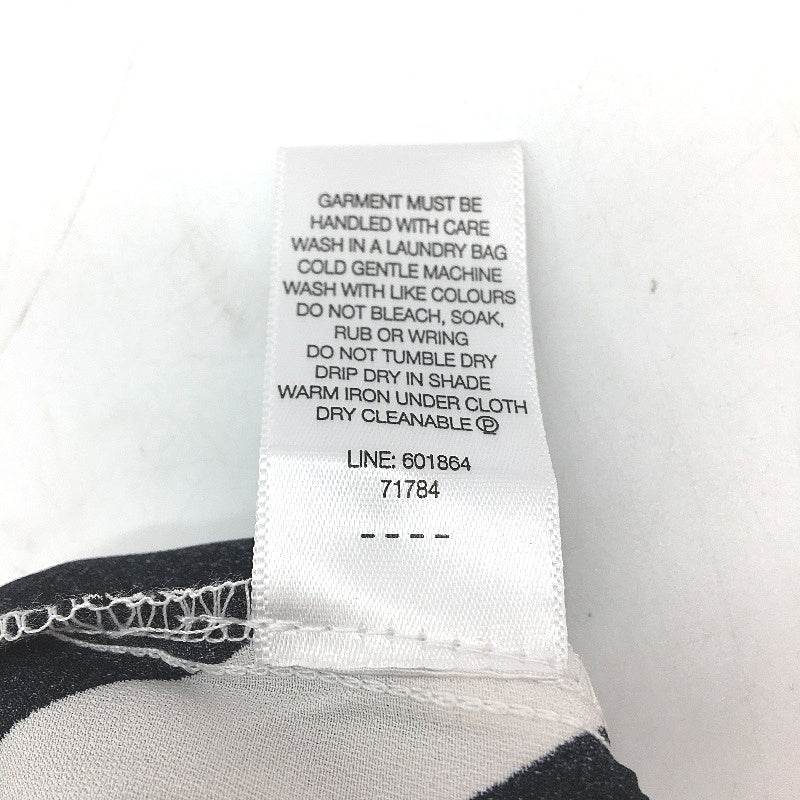 GARMENT MUST BE
HANDLED WITH CARE
WASH IN A LAUNDRY BAG
COLD GENTLE MACHINE
WASH WITH LIKE COLOURS
DO NOT BLEACH, SOAK,
RUB OR WRING
DO NOT TUMBLE DRY
DRIP DRY IN SHADE
WARM IRON UNDER CLOTH
DRY CLEANABLE Ⓟ
LINE: 601864
71784
----